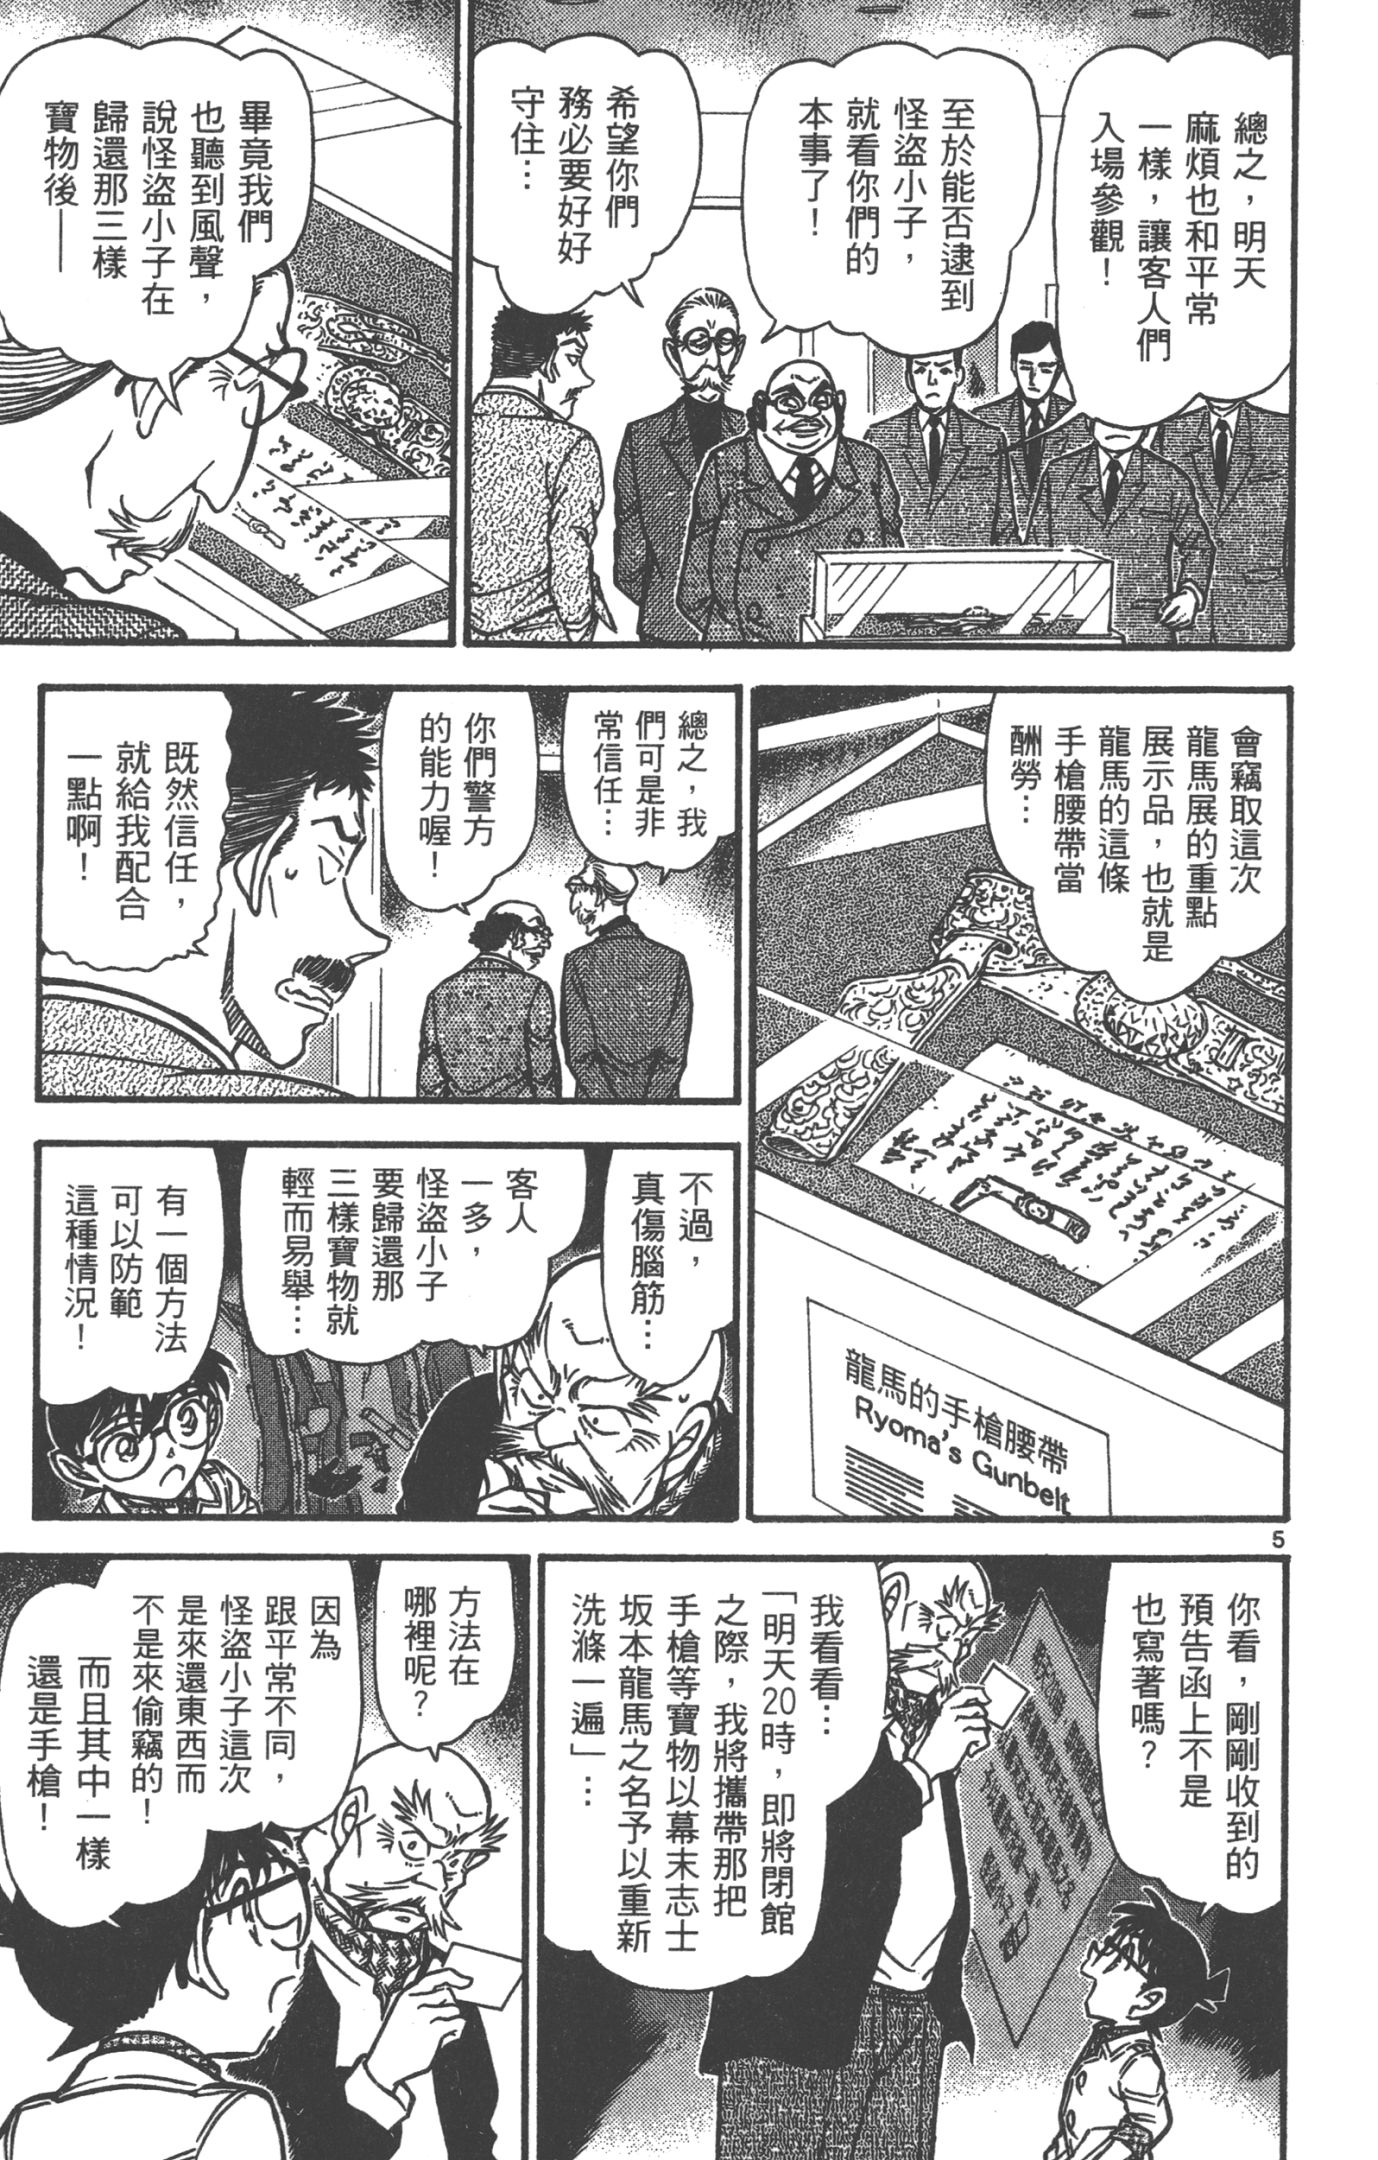 總之，明天
麻煩也和平常
一樣，讓客人們
入場參觀！
至於能否逮到
怪盜小子，
就看你們的
本事了！
希望你們
務必要好好
守住…
畢竟我們
也聽到風聲，
說怪盜小子在
歸還那三樣
寶物後——
會竊取這次
龍馬展的重點
展示品，也就是
龍馬的這條
手槍腰帶當
酬勞…
龍馬的手槍腰帶
Ryoma's Gunbelt
總之，我
們可是非
常信任…
你們警方
的能力喔！
既然信任，
就給我配合
一點啊！
不過，
真傷腦筋…
客人
一多，
怪盜小子
要歸還那
三樣寶物就
輕而易舉…
有一個方法
可以防範
這種情況！
5
你看，剛剛收到的
預告函上不是
也寫著嗎？
我看看…
「明天20時，即將閉館
之際，我將攜帶那把
手槍等寶物以幕末志士
坂本龍馬之名予以重新
洗滌一遍」…
方法在
哪裡呢？
因為
跟平常不同，
怪盜小子這次
是來還東西而
不是來偷竊的！
而且其中一樣
還是手槍！